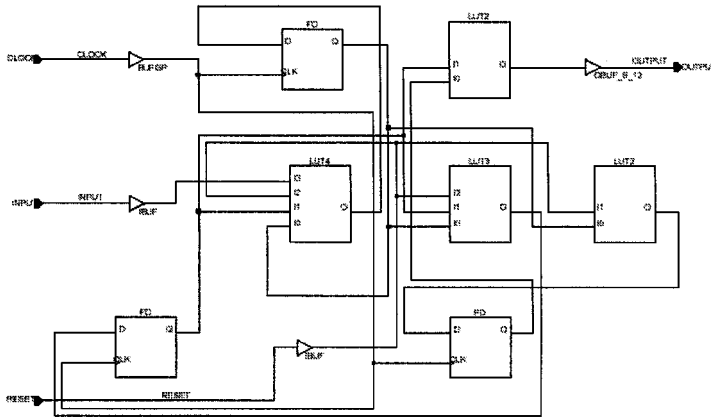 FD
LUT2
D
Q
CLK
I1
I0
O
CLOCK
CLOCK
BUFGP
OUTPUT
OUTPU
OBUF_S_12
LUT4
LUT3
LUT2
I3
I2
I1
I0
O
I2
I1
I0
O
I1
I0
O
INPUT
INPUT
IBUF
FD
FD
D
Q
CLK
D
Q
CLK
IBUF
RESET
RESET